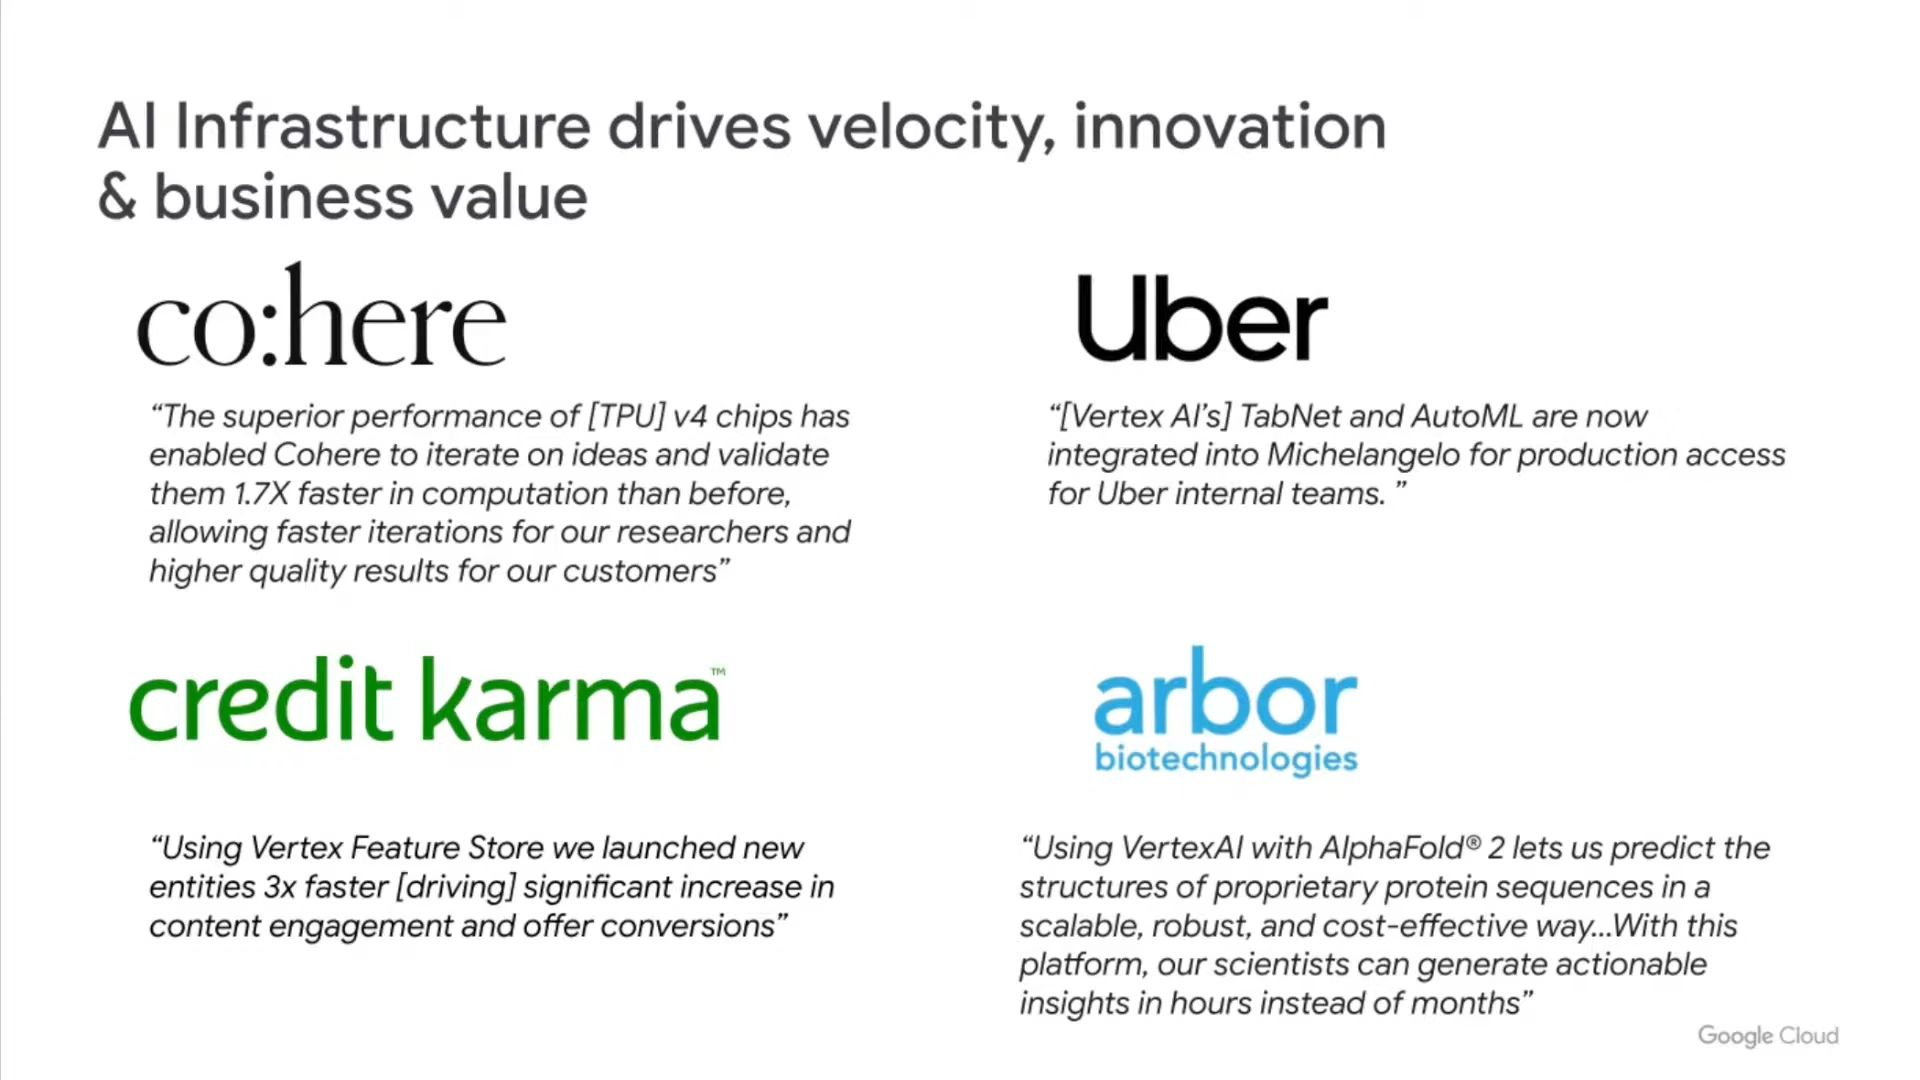 AI Infrastructure drives velocity, innovation
& business value
co:here
“The superior performance of [TPU] v4 chips has
enabled Cohere to iterate on ideas and validate
them 1.7X faster in computation than before,
allowing faster iterations for our researchers and
higher quality results for our customers”
Uber
“[Vertex AI’s] TabNet and AutoML are now
integrated into Michelangelo for production access
for Uber internal teams. ”
credit karma™
“Using Vertex Feature Store we launched new
entities 3x faster [driving] significant increase in
content engagement and offer conversions”
arbor
biotechnologies
“Using VertexAI with AlphaFold® 2 lets us predict the
structures of proprietary protein sequences in a
scalable, robust, and cost-effective way...With this
platform, our scientists can generate actionable
insights in hours instead of months”
Google Cloud